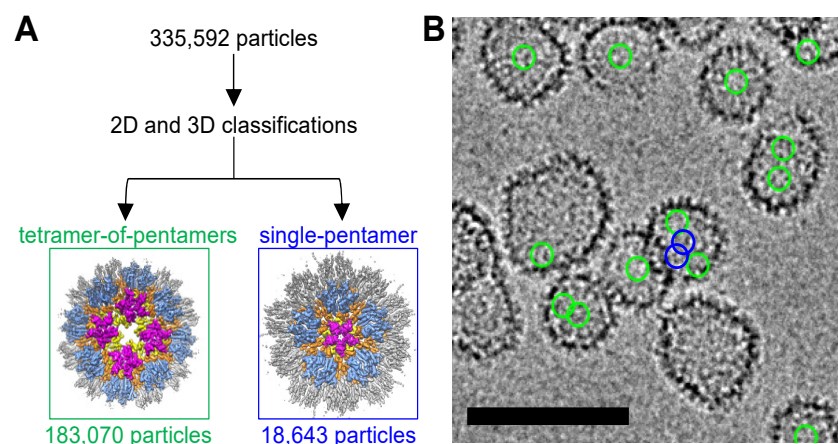 A
335,592 particles
2D and 3D classifications
tetramer-of-pentamers
single-pentamer
183,070 particles
18,643 particles
B